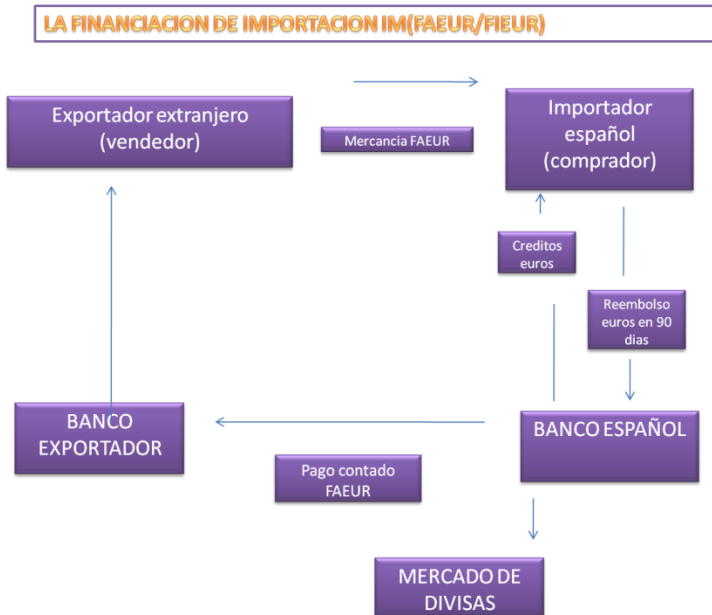 LA FINANCIACION DE IMPORTACION IM(FAEUR/FIEUR)
Exportador extranjero
(vendedor)
Mercancia FAEUR
Importador
español
(comprador)
Creditos
euros
Reembolso
euros en 90
dias
BANCO
EXPORTADOR
Pago contado
FAEUR
BANCO ESPAÑOL
MERCADO DE
DIVISAS